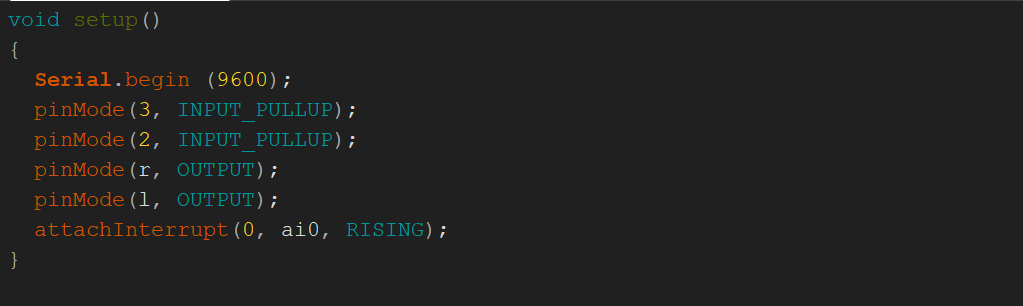 void setup()
{
  Serial.begin (9600);
  pinMode(3, INPUT_PULLUP);
  pinMode(2, INPUT_PULLUP);
  pinMode(r, OUTPUT);
  pinMode(l, OUTPUT);
  attachInterrupt(0, ai0, RISING);
}